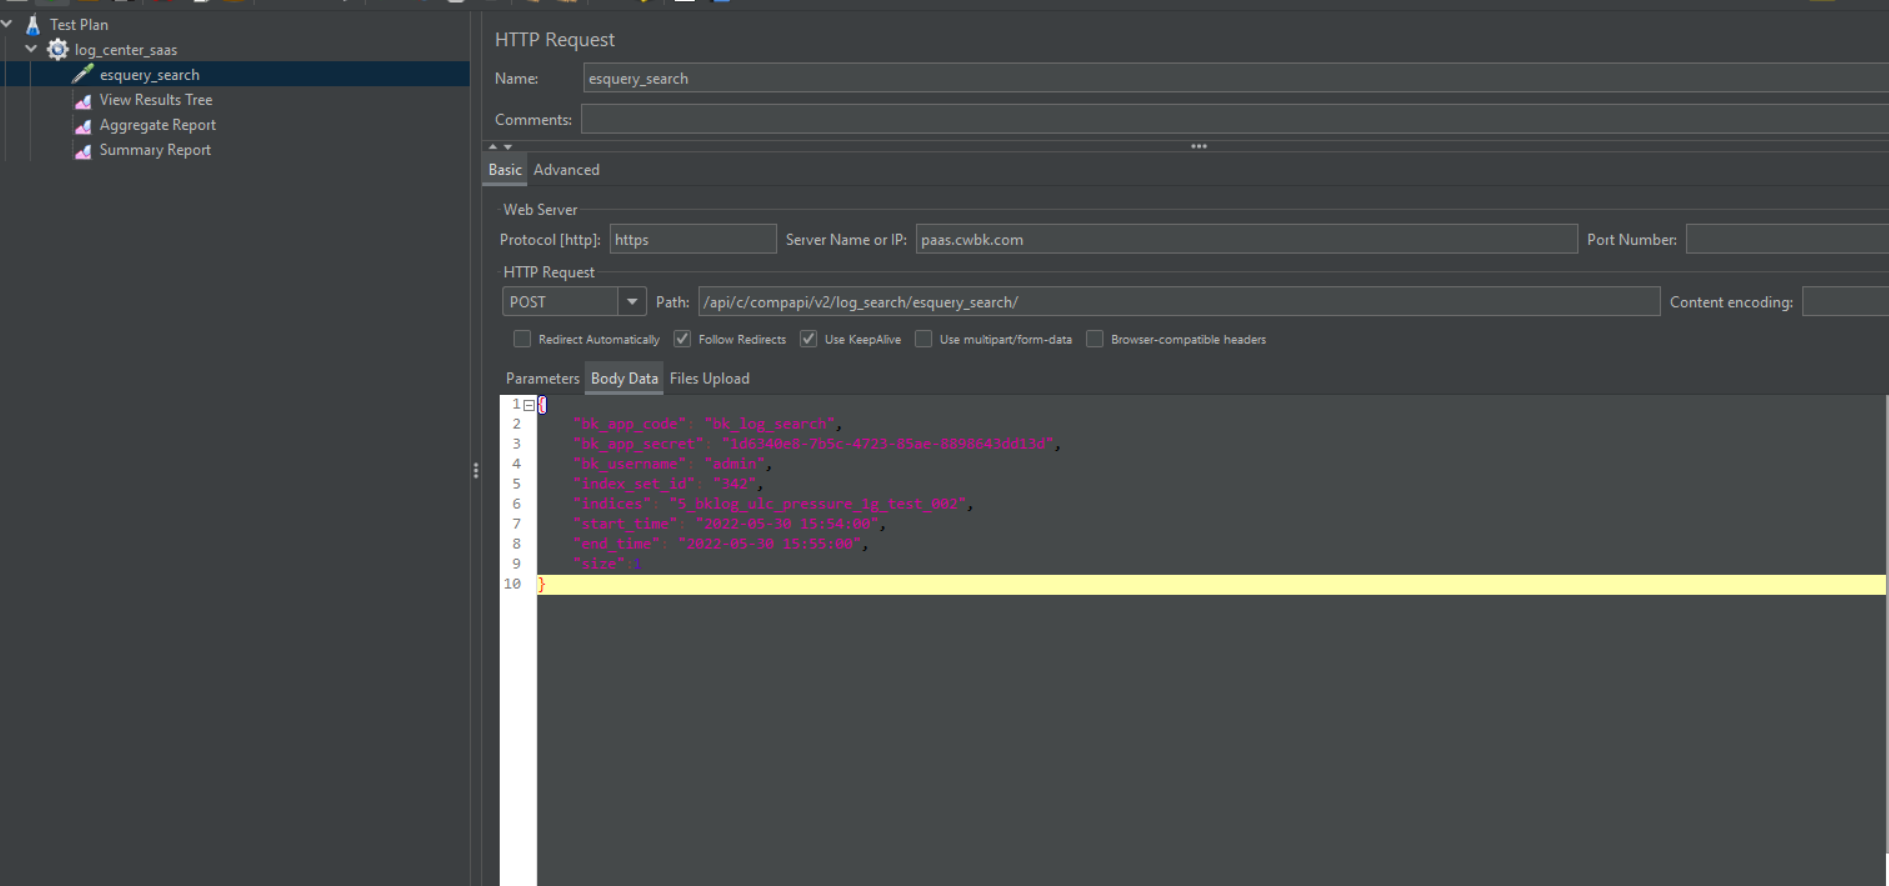 Test Plan
log_center_saas
esquery_search
View Results Tree
Aggregate Report
Summary Report
HTTP Request
Name: esquery_search
Comments:
Basic Advanced
Web Server
Protocol [http]: https Server Name or IP: paas.cwbk.com Port Number:
HTTP Request
POST Path: /api/c/compapi/v2/log_search/esquery_search/ Content encoding:
Redirect Automatically Follow Redirects Use KeepAlive Use multipart/form-data Browser-compatible headers
Parameters Body Data Files Upload
1 {
2 "bk_app_code": "bk_log_search",
3 "bk_app_secret": "1d6340e8-7b5c-4723-85ae-8898643dd13d",
4 "bk_username": "admin",
5 "index_set_id": "342",
6 "indices": "5_bklog_ulc_pressure_lg_test_002",
7 "start_time": "2022-05-30 15:54:00",
8 "end_time": "2022-05-30 15:55:00",
9 "size":1
10 }